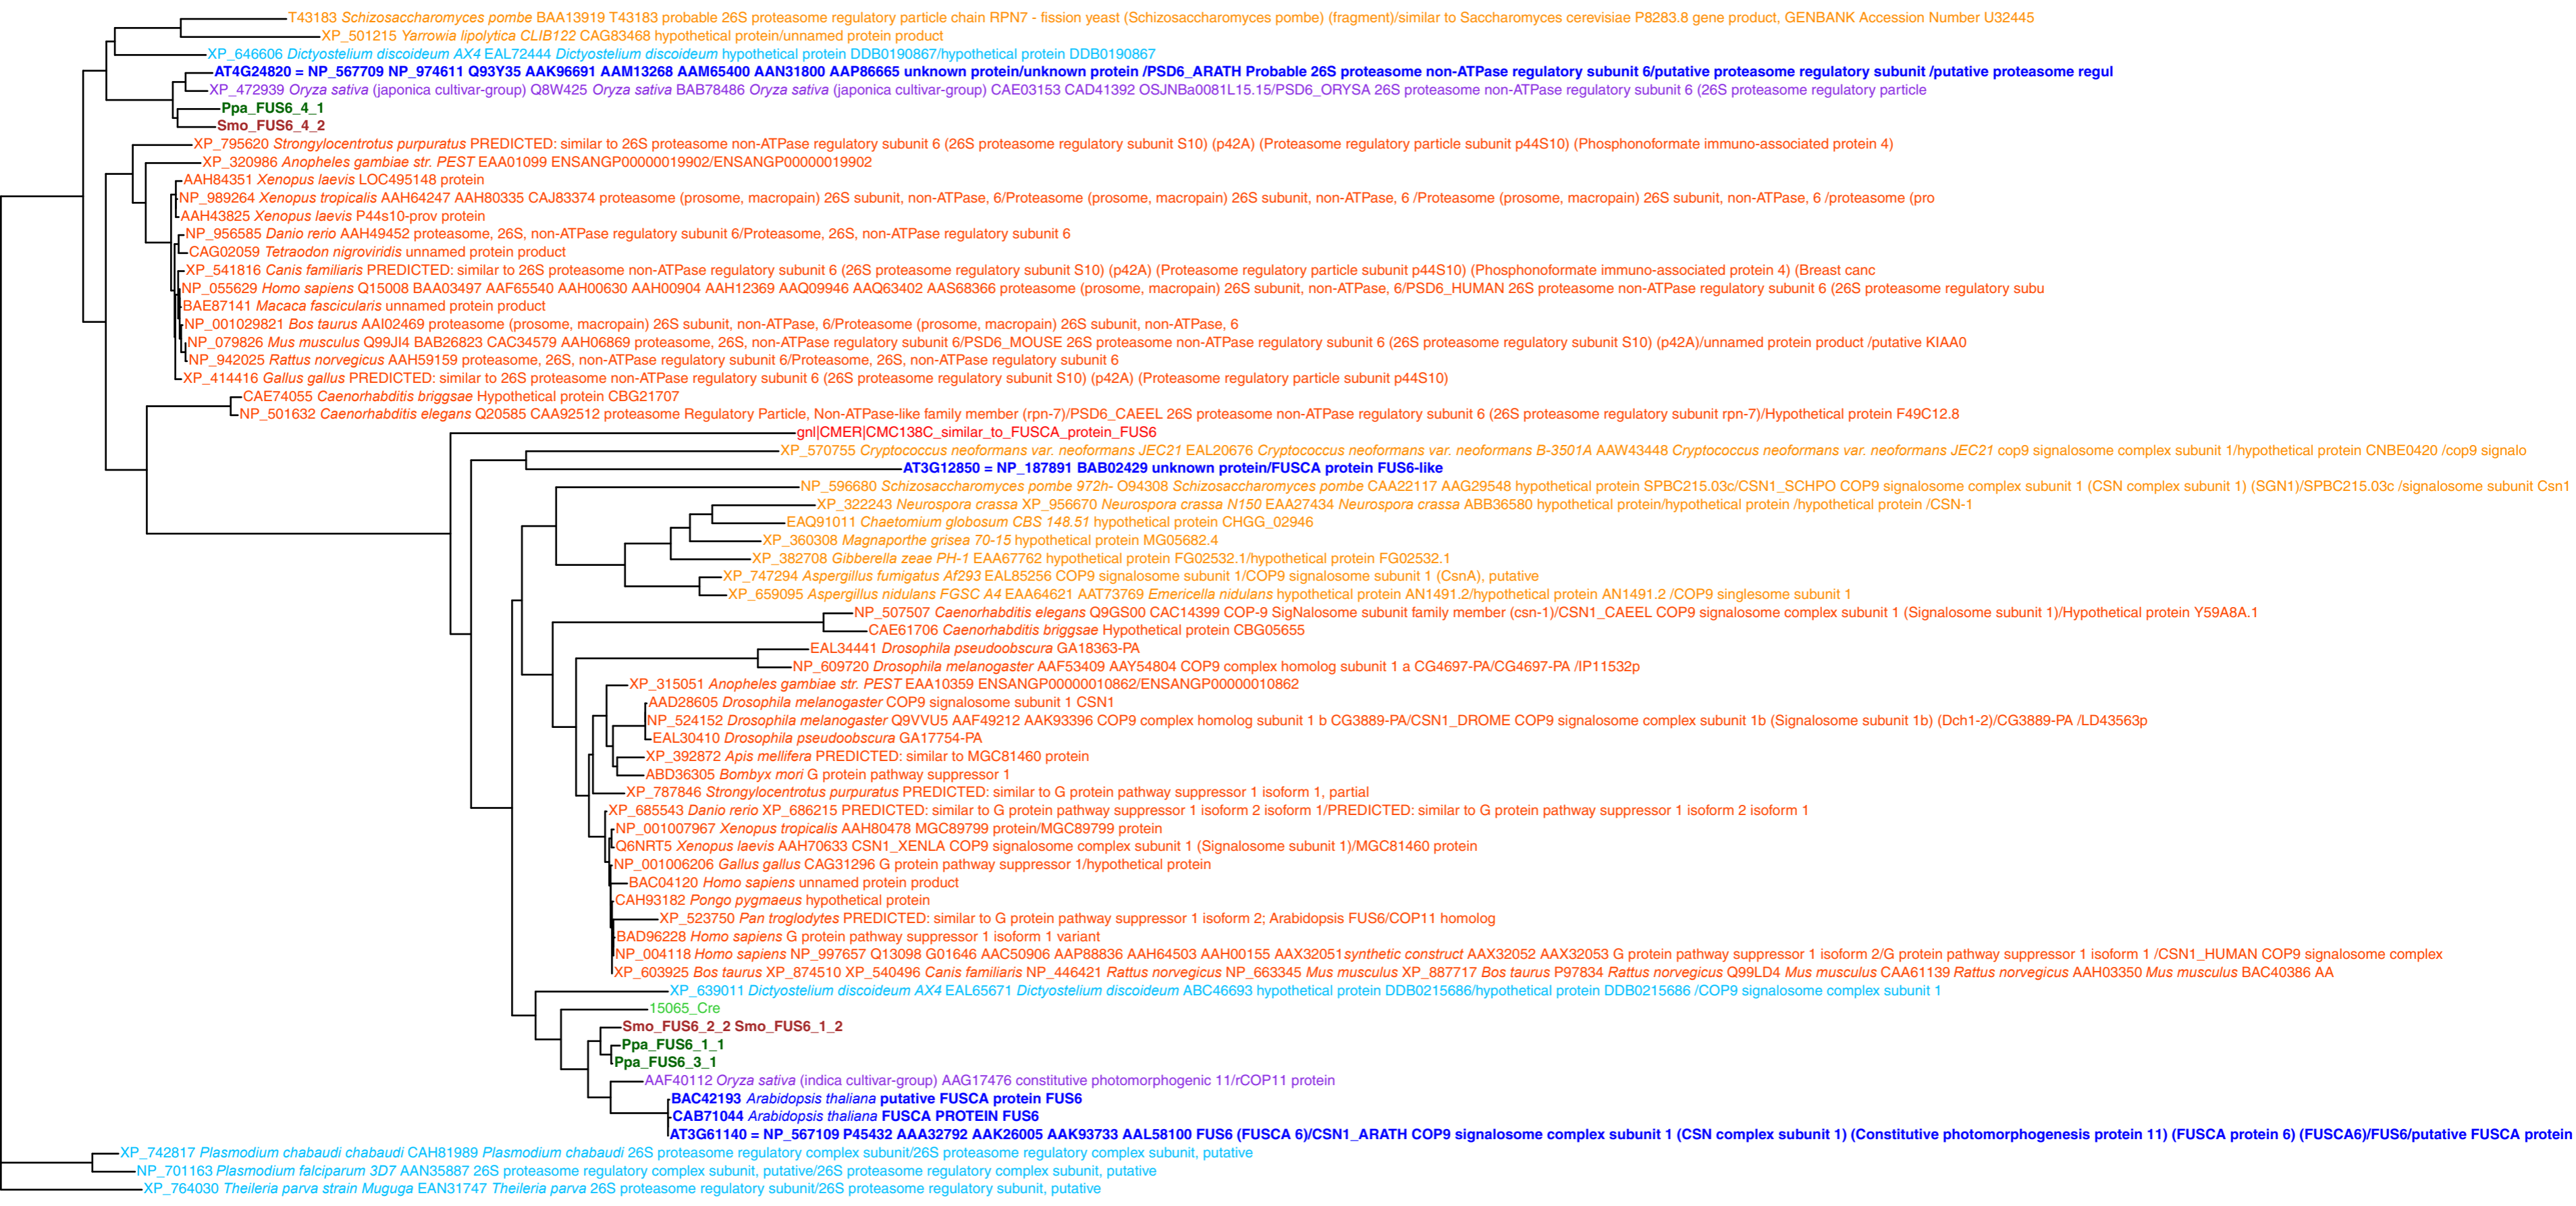 T43183 Schizosaccharomyces pombe BAA13919 T43183 probable 26S proteasome regulatory particle chain RPN7 - fission yeast (Schizosaccharomyces pombe) (fragment)/similar to Saccharomyces cerevisiae P8283.8 gene product, GENBANK Accession Number U32445
XP_501215 Yarrowia lipolytica CLIB122 CAG83468 hypothetical protein/unnamed protein product
XP_646606 Dictyostelium discoideum AX4 EAL72444 Dictyostelium discoideum hypothetical protein DDB0190867/hypothetical protein DDB0190867
AT4G24820 = NP_567709 NP_974611 Q93Y35 AAK96691 AAM13268 AAM65400 AAN31800 AAP86665 unknown protein/unknown protein /PSD6_ARATH Probable 26S proteasome non-ATPase regulatory subunit 6/putative proteasome regulatory subunit /putative proteasome regul
XP_472939 Oryza sativa (japonica cultivar-group) Q8W425 Oryza sativa BAB78486 Oryza sativa (japonica cultivar-group) CAE03153 CAD41392 OSJNBa0081L15.15/PSD6_ORYSA 26S proteasome non-ATPase regulatory subunit 6 (26S proteasome regulatory particle
Ppa_FUS6_4_1
Smo_FUS6_4_2
XP_795620 Strongylocentrotus purpuratus PREDICTED: similar to 26S proteasome non-ATPase regulatory subunit 6 (26S proteasome regulatory subunit S10) (p42A) (Proteasome regulatory particle subunit p44S10) (Phosphonoformate immuno-associated protein 4)
XP_320986 Anopheles gambiae str. PEST EAA01099 ENSANGP00000019902/ENSANGP00000019902
AAH84351 Xenopus laevis LOC495148 protein
NP_989264 Xenopus tropicalis AAH64247 AAH80335 CAJ83374 proteasome (prosome, macropain) 26S subunit, non-ATPase, 6/Proteasome (prosome, macropain) 26S subunit, non-ATPase, 6 /Proteasome (prosome, macropain) 26S subunit, non-ATPase, 6 /proteasome (pro
AAH43825 Xenopus laevis P44s10-prov protein
NP_956585 Danio rerio AAH49452 proteasome, 26S, non-ATPase regulatory subunit 6/Proteasome, 26S, non-ATPase regulatory subunit 6
CAG02059 Tetraodon nigroviridis unnamed protein product
XP_541816 Canis familiaris PREDICTED: similar to 26S proteasome non-ATPase regulatory subunit 6 (26S proteasome regulatory subunit S10) (p42A) (Proteasome regulatory particle subunit p44S10) (Phosphonoformate immuno-associated protein 4) (Breast canc
NP_055629 Homo sapiens Q15008 BAA03497 AAF65540 AAH00630 AAH00904 AAH12369 AAQ09946 AAQ63402 AAS68366 proteasome (prosome, macropain) 26S subunit, non-ATPase, 6/PSD6_HUMAN 26S proteasome non-ATPase regulatory subunit 6 (26S proteasome regulatory subu
BAE87141 Macaca fascicularis unnamed protein product
NP_001029821 Bos taurus AAI02469 proteasome (prosome, macropain) 26S subunit, non-ATPase, 6/Proteasome (prosome, macropain) 26S subunit, non-ATPase, 6
NP_079826 Mus musculus Q99JI4 BAB26823 CAC34579 AAH06869 proteasome, 26S, non-ATPase regulatory subunit 6/PSD6_MOUSE 26S proteasome non-ATPase regulatory subunit 6 (26S proteasome regulatory subunit S10) (p42A)/unnamed protein product /putative KIAA0
NP_942025 Rattus norvegicus AAH59159 proteasome, 26S, non-ATPase regulatory subunit 6/Proteasome, 26S, non-ATPase regulatory subunit 6
XP_414416 Gallus gallus PREDICTED: similar to 26S proteasome non-ATPase regulatory subunit 6 (26S proteasome regulatory subunit S10) (p42A) (Proteasome regulatory particle subunit p44S10)
CAE74055 Caenorhabditis briggsae Hypothetical protein CBG21707
NP_501632 Caenorhabditis elegans Q20585 CAA92512 proteasome Regulatory Particle, Non-ATPase-like family member (rpn-7)/PSD6_CAEEL 26S proteasome non-ATPase regulatory subunit 6 (26S proteasome regulatory subunit rpn-7)/Hypothetical protein F49C12.8
gnl|CMER|CMC138C_similar_to_FUSCA_protein_FUS6
XP_570755 Cryptococcus neoformans var. neoformans JEC21 EAL20676 Cryptococcus neoformans var. neoformans B-3501A AAW43448 Cryptococcus neoformans var. neoformans JEC21 cop9 signalosome complex subunit 1/hypothetical protein CNBE0420 /cop9 signalo
AT3G12850 = NP_187891 BAB02429 unknown protein/FUSCA protein FUS6-like
NP_596680 Schizosaccharomyces pombe 972h- O94308 Schizosaccharomyces pombe CAA22117 AAG29548 hypothetical protein SPBC215.03c/CSN1_SCHPO COP9 signalosome complex subunit 1 (CSN complex subunit 1) (SGN1)/SPBC215.03c /signalosome subunit Csn1
XP_322243 Neurospora crassa XP_956670 Neurospora crassa N150 EAA27434 Neurospora crassa ABB36580 hypothetical protein/hypothetical protein /hypothetical protein /CSN-1
EAQ91011 Chaetomium globosum CBS 148.51 hypothetical protein CHGG_02946
XP_360308 Magnaporthe grisea 70-15 hypothetical protein MG05682.4
XP_382708 Gibberella zeae PH-1 EAA67762 hypothetical protein FG02532.1/hypothetical protein FG02532.1
XP_747294 Aspergillus fumigatus Af293 EAL85256 COP9 signalosome subunit 1/COP9 signalosome subunit 1 (CsnA), putative
XP_659095 Aspergillus nidulans FGSC A4 EAA64621 AAT73769 Emericella nidulans hypothetical protein AN1491.2/hypothetical protein AN1491.2 /COP9 singlesome subunit 1
NP_507507 Caenorhabditis elegans Q9GS00 CAC14399 COP-9 SigNalosome subunit family member (csn-1)/CSN1_CAEEL COP9 signalosome complex subunit 1 (Signalosome subunit 1)/Hypothetical protein Y59A8A.1
CAE61706 Caenorhabditis briggsae Hypothetical protein CBG05655
EAL34441 Drosophila pseudoobscura GA18363-PA
NP_609720 Drosophila melanogaster AAF53409 AAY54804 COP9 complex homolog subunit 1 a CG4697-PA/CG4697-PA /IP11532p
XP_315051 Anopheles gambiae str. PEST EAA10359 ENSANGP00000010862/ENSANGP00000010862
AAD28605 Drosophila melanogaster COP9 signalosome subunit 1 CSN1
NP_524152 Drosophila melanogaster Q9VVU5 AAF49212 AAK93396 COP9 complex homolog subunit 1 b CG3889-PA/CSN1_DROME COP9 signalosome complex subunit 1b (Signalosome subunit 1b) (Dch1-2)/CG3889-PA /LD43563p
EAL30410 Drosophila pseudoobscura GA17754-PA
XP_392872 Apis mellifera PREDICTED: similar to MGC81460 protein
ABD36305 Bombyx mori G protein pathway suppressor 1
XP_787846 Strongylocentrotus purpuratus PREDICTED: similar to G protein pathway suppressor 1 isoform 1, partial
XP_685543 Danio rerio XP_686215 PREDICTED: similar to G protein pathway suppressor 1 isoform 2 isoform 1/PREDICTED: similar to G protein pathway suppressor 1 isoform 2 isoform 1
NP_001007967 Xenopus tropicalis AAH80478 MGC89799 protein/MGC89799 protein
Q6NRT5 Xenopus laevis AAH70633 CSN1_XENLA COP9 signalosome complex subunit 1 (Signalosome subunit 1)/MGC81460 protein
NP_001006206 Gallus gallus CAG31296 G protein pathway suppressor 1/hypothetical protein
BAC04120 Homo sapiens unnamed protein product
CAH93182 Pongo pygmaeus hypothetical protein
XP_523750 Pan troglodytes PREDICTED: similar to G protein pathway suppressor 1 isoform 2; Arabidopsis FUS6/COP11 homolog
BAD96228 Homo sapiens G protein pathway suppressor 1 isoform 1 variant
NP_004118 Homo sapiens NP_997657 Q13098 G01646 AAC50906 AAP88836 AAH64503 AAH00155 AAX32051 synthetic construct AAX32052 AAX32053 G protein pathway suppressor 1 isoform 2/G protein pathway suppressor 1 isoform 1 /CSN1_HUMAN COP9 signalosome complex
XP_603925 Bos taurus XP_874510 XP_540496 Canis familiaris NP_446421 Rattus norvegicus NP_663345 Mus musculus XP_887717 Bos taurus P97834 Rattus norvegicus Q99LD4 Mus musculus CAA61139 Rattus norvegicus AAH03350 Mus musculus BAC40386 AA
XP_639011 Dictyostelium discoideum AX4 EAL65671 Dictyostelium discoideum ABC46693 hypothetical protein DDB0215686/hypothetical protein DDB0215686 /COP9 signalosome complex subunit 1
15065_Cre
Smo_FUS6_2_2 Smo_FUS6_1_2
Ppa_FUS6_1_1
Ppa_FUS6_3_1
AAF40112 Oryza sativa (indica cultivar-group) AAG17476 constitutive photomorphogenic 11/rCOP11 protein
BAC42193 Arabidopsis thaliana putative FUSCA protein FUS6
CAB71044 Arabidopsis thaliana FUSCA PROTEIN FUS6
AT3G61140 = NP_567109 P45432 AAA32792 AAK26005 AAK93733 AAL58100 FUS6 (FUSCA 6)/CSN1_ARATH COP9 signalosome complex subunit 1 (CSN complex subunit 1) (Constitutive photomorphogenesis protein 11) (FUSCA protein 6) (FUSCA6)/FUS6/putative FUSCA protein
XP_742817 Plasmodium chabaudi chabaudi CAH81989 Plasmodium chabaudi 26S proteasome regulatory complex subunit/26S proteasome regulatory complex subunit, putative
NP_701163 Plasmodium falciparum 3D7 AAN35887 26S proteasome regulatory complex subunit, putative/26S proteasome regulatory complex subunit, putative
XP_764030 Theileria parva strain Muguga EAN31747 Theileria parva 26S proteasome regulatory subunit/26S proteasome regulatory subunit, putative